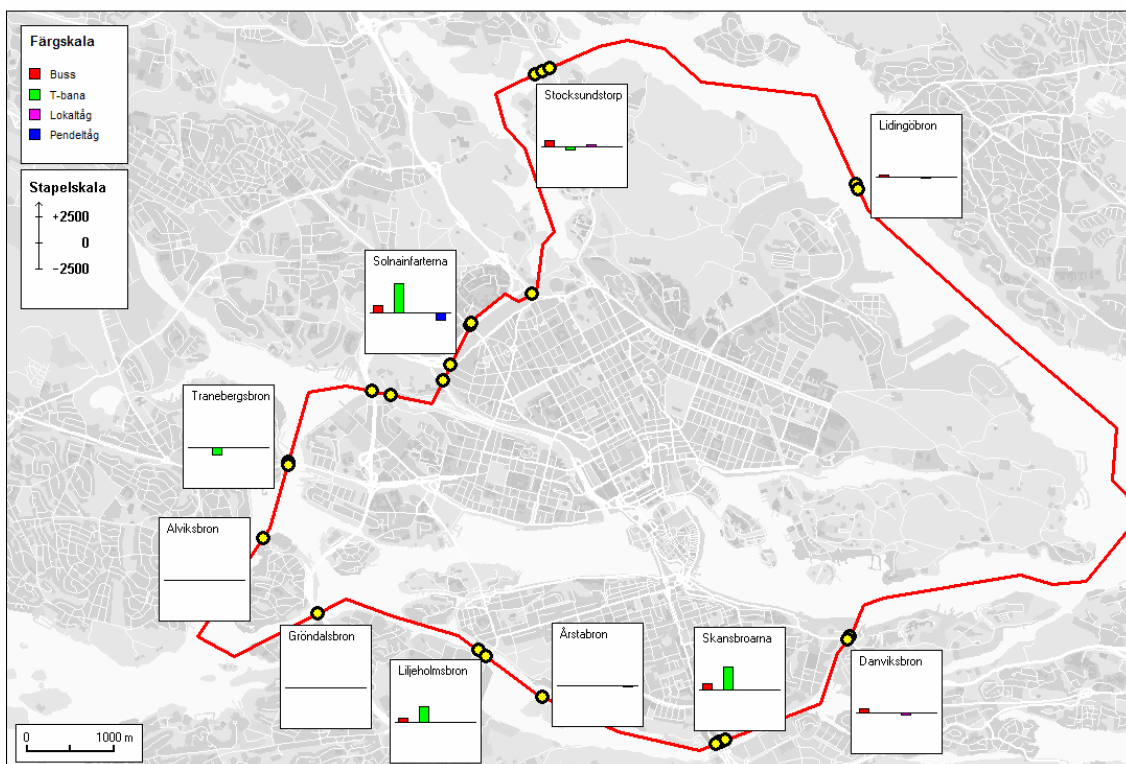 Färgskala
Buss
T-bana
Lokaltåg
Pendeltåg
Stapelskala
+2500
0
−2500
Stocksundstorp
Lidingöbron
Solnainfarterna
Tranebergsbron
Alviksbron
Gröndalsbron
Liljeholmsbron
Årstabron
Skansbroarna
Danviksbron
0 1000 m